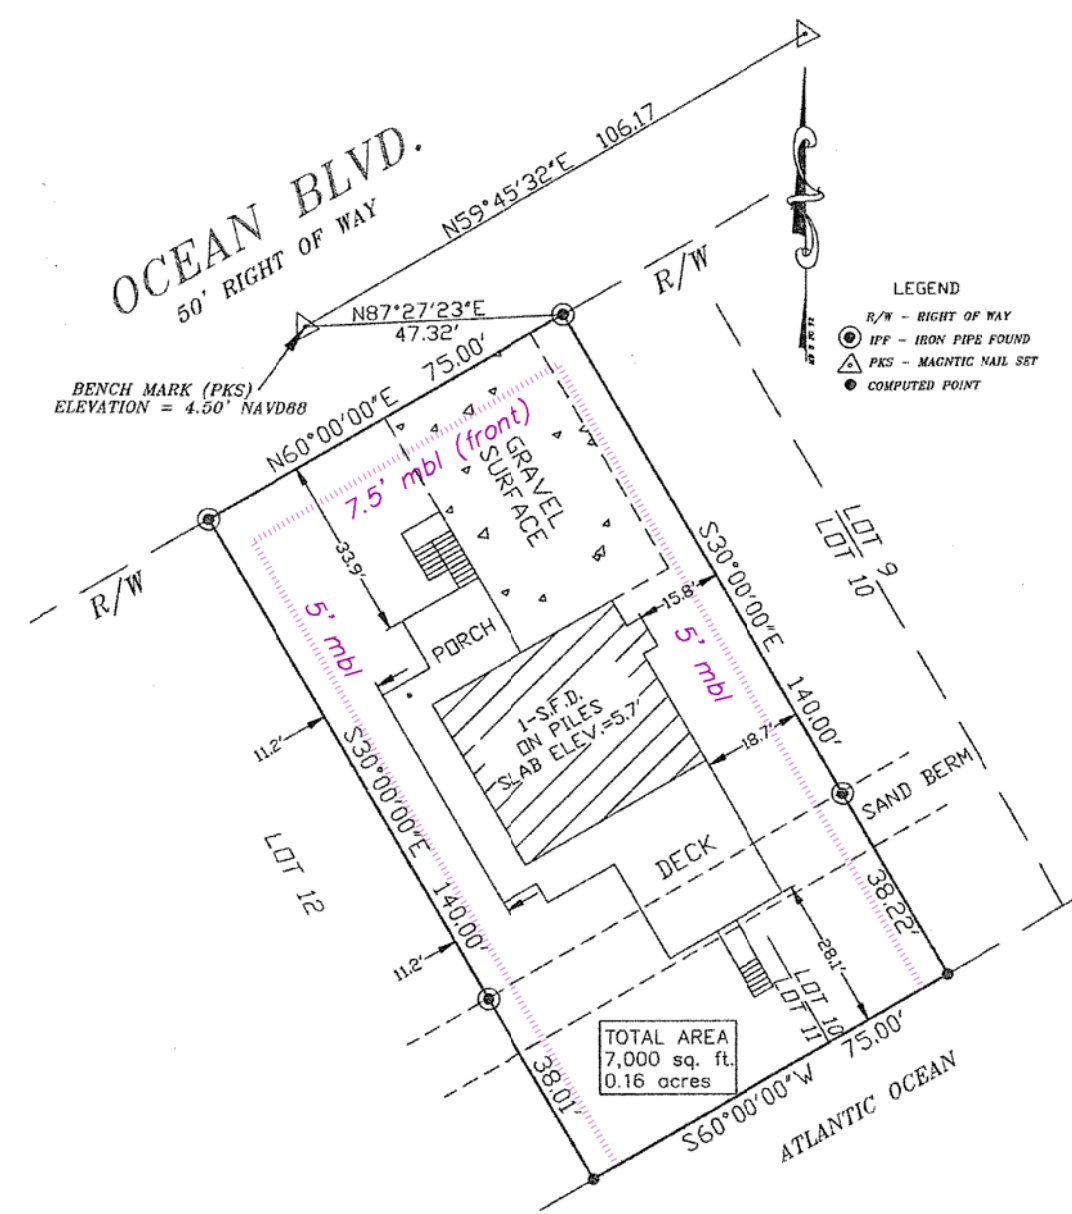 OCEAN BLVD.
50' RIGHT OF WAY
N59°45'32"E 106.17
N87°27'23"E
47.32'
BENCH MARK (PKS)
ELEVATION = 4.50' NAVD88
N60°00'00"E 75.00'
R/W
R/W
LEGEND
R/W - RIGHT OF WAY
IPF - IRON PIPE FOUND
PKS - MAGNTIC NAIL SET
COMPUTED POINT
7.5' mbl (front)
GRAVEL
SURFACE
33.9'
5' mbl
PORCH
15.8'
5' mbl
S30°00'00"E 140.00'
LOT 9
LOT 10
1-S.F.D.
ON PILES
SLAB ELEV.=5.7'
18.7'
11.2'
S30°00'00"E 140.00'
LOT 12
SAND BERM
DECK
38.22'
11.2'
28.1'
LOT 10
LOT 11
TOTAL AREA
7,000 sq. ft.
0.16 acres
38.01'
S60°00'00"W 75.00'
ATLANTIC OCEAN